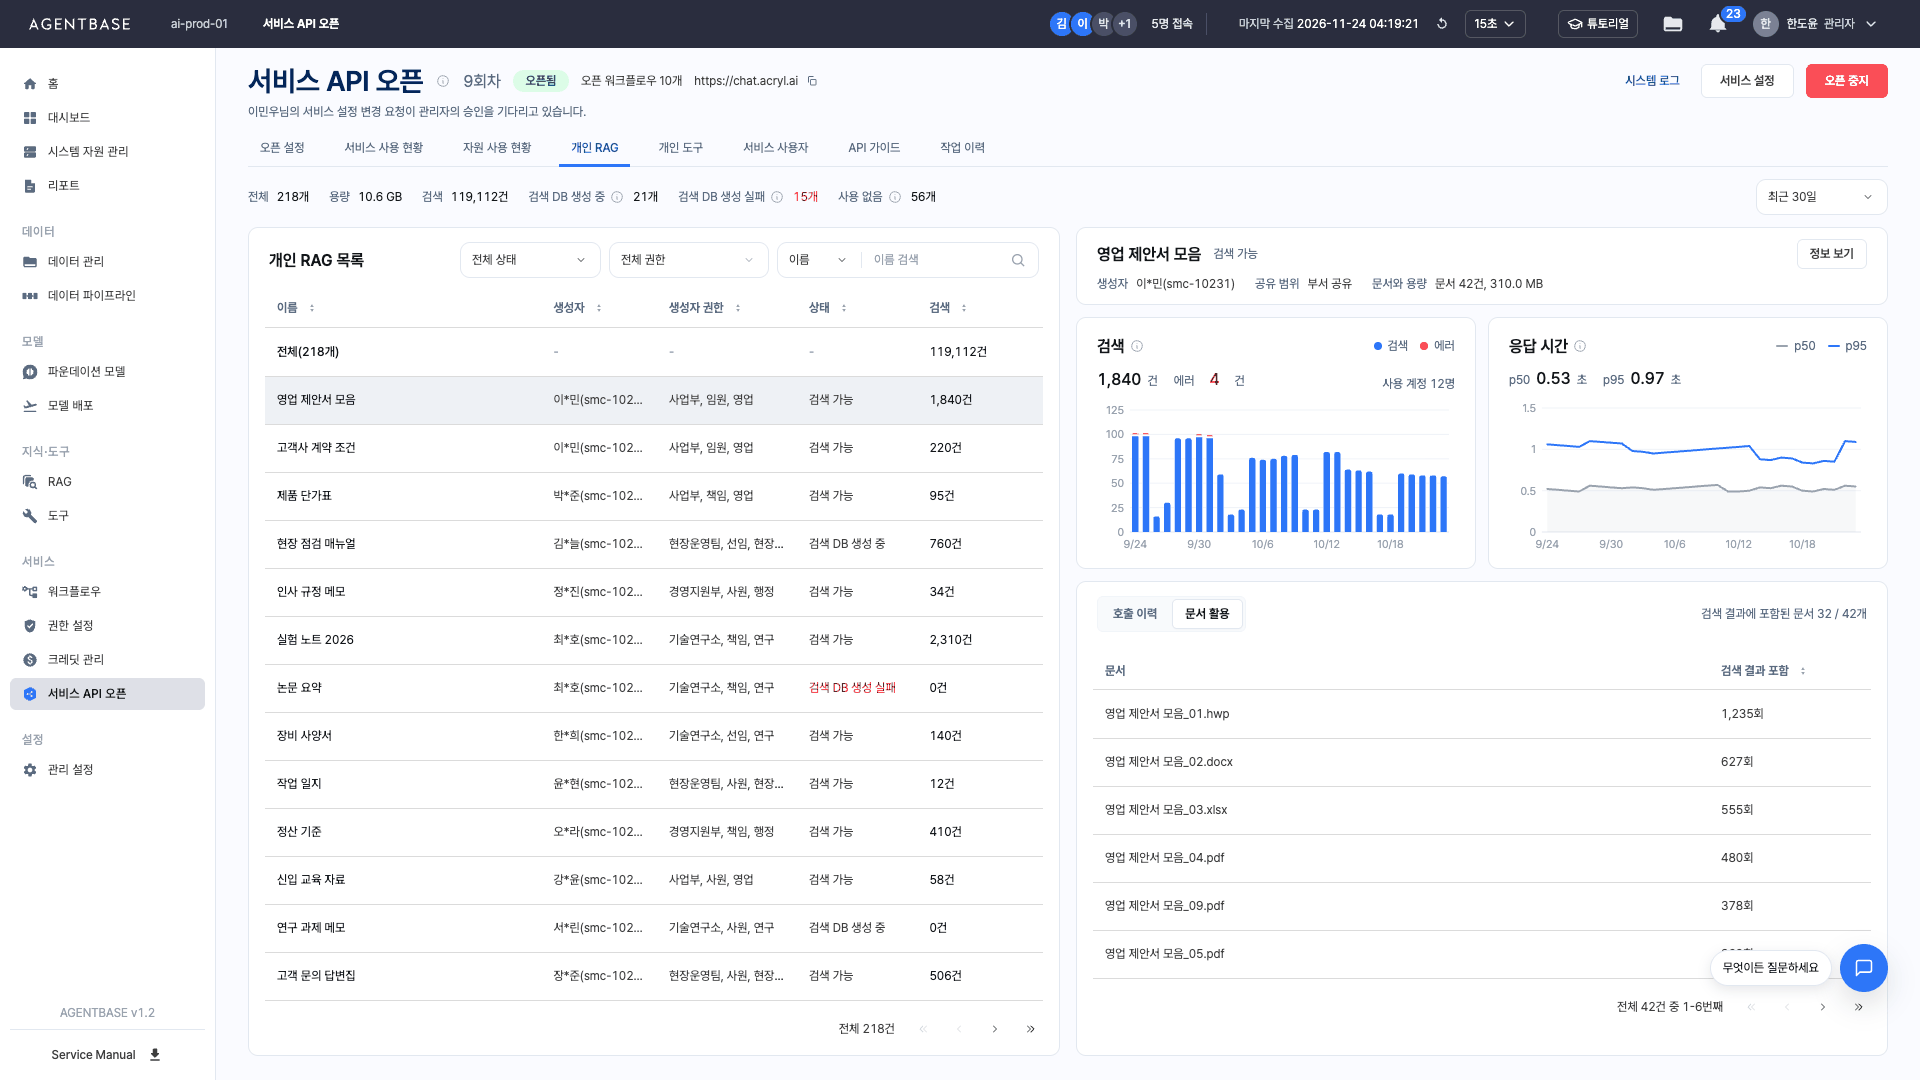 AGENTBASE ai-prod-01 서비스 API 오픈 김 이 박 +1 5명 접속 마지막 수집 2026-11-24 04:19:21 15초 튜토리얼 23 한 한도윤 관리자
홈
대시보드
시스템 자원 관리
리포트
데이터
데이터 관리
데이터 파이프라인
모델
파운데이션 모델
모델 배포
지식·도구
RAG
도구
서비스
워크플로우
권한 설정
크레딧 관리
서비스 API 오픈
설정
관리 설정
AGENTBASE v1.2
Service Manual
서비스 API 오픈 9회차 오픈됨 오픈 워크플로우 10개 https://chat.acryl.ai 시스템 로그 서비스 설정 오픈 중지
이민우님의 서비스 설정 변경 요청이 관리자의 승인을 기다리고 있습니다.
오픈 설정 서비스 사용 현황 자원 사용 현황 개인 RAG 개인 도구 서비스 사용자 API 가이드 작업 이력
전체 218개 용량 10.6 GB 검색 119,112건 검색 DB 생성 중 21개 검색 DB 생성 실패 15개 사용 없음 56개 최근 30일
개인 RAG 목록 전체 상태 전체 권한 이름 이름 검색
이름 생성자 생성자 권한 상태 검색
전체(218개) - - - 119,112건
영업 제안서 모음 이*민(smc-102... 사업부, 임원, 영업 검색 가능 1,840건
고객사 계약 조건 이*민(smc-102... 사업부, 임원, 영업 검색 가능 220건
제품 단가표 박*준(smc-102... 사업부, 책임, 영업 검색 가능 95건
현장 점검 매뉴얼 김*늘(smc-102... 현장운영팀, 선임, 현장... 검색 DB 생성 중 760건
인사 규정 메모 정*진(smc-102... 경영지원부, 사원, 행정 검색 가능 34건
실험 노트 2026 최*호(smc-102... 기술연구소, 책임, 연구 검색 가능 2,310건
논문 요약 최*호(smc-102... 기술연구소, 책임, 연구 검색 DB 생성 실패 0건
장비 사양서 한*희(smc-102... 기술연구소, 선임, 연구 검색 가능 140건
작업 일지 윤*현(smc-102... 현장운영팀, 사원, 현장... 검색 가능 12건
정산 기준 오*라(smc-102... 경영지원부, 책임, 행정 검색 가능 410건
신입 교육 자료 강*윤(smc-102... 사업부, 사원, 영업 검색 가능 58건
연구 과제 메모 서*린(smc-102... 기술연구소, 사원, 연구 검색 DB 생성 중 0건
고객 문의 답변집 장*준(smc-102... 현장운영팀, 사원, 현장... 검색 가능 506건
전체 218건
영업 제안서 모음 검색 가능 정보 보기
생성자 이*민(smc-10231) 공유 범위 부서 공유 문서와 용량 문서 42건, 310.0 MB
검색 검색 에러
1,840 건 에러 4 건 사용 계정 12명
125
100
75
50
25
0
9/24 9/30 10/6 10/12 10/18
응답 시간 p50 p95
p50 0.53 초 p95 0.97 초
1.5
1
0.5
0
9/24 9/30 10/6 10/12 10/18
호출 이력 문서 활용 검색 결과에 포함된 문서 32 / 42개
문서 검색 결과 포함
영업 제안서 모음_01.hwp 1,235회
영업 제안서 모음_02.docx 627회
영업 제안서 모음_03.xlsx 555회
영업 제안서 모음_04.pdf 480회
영업 제안서 모음_09.pdf 378회
영업 제안서 모음_05.pdf
무엇이든 질문하세요
전체 42건 중 1-6번째